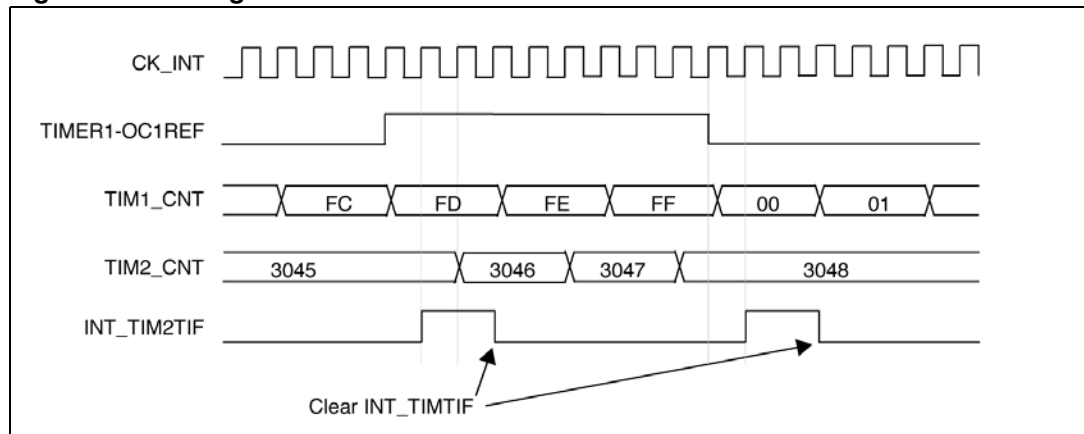 CK_INT
TIMER1-OC1REF
TIM1_CNT FC FD FE FF 00 01
TIM2_CNT 3045 3046 3047 3048
INT_TIM2TIF
Clear INT_TIMTIF